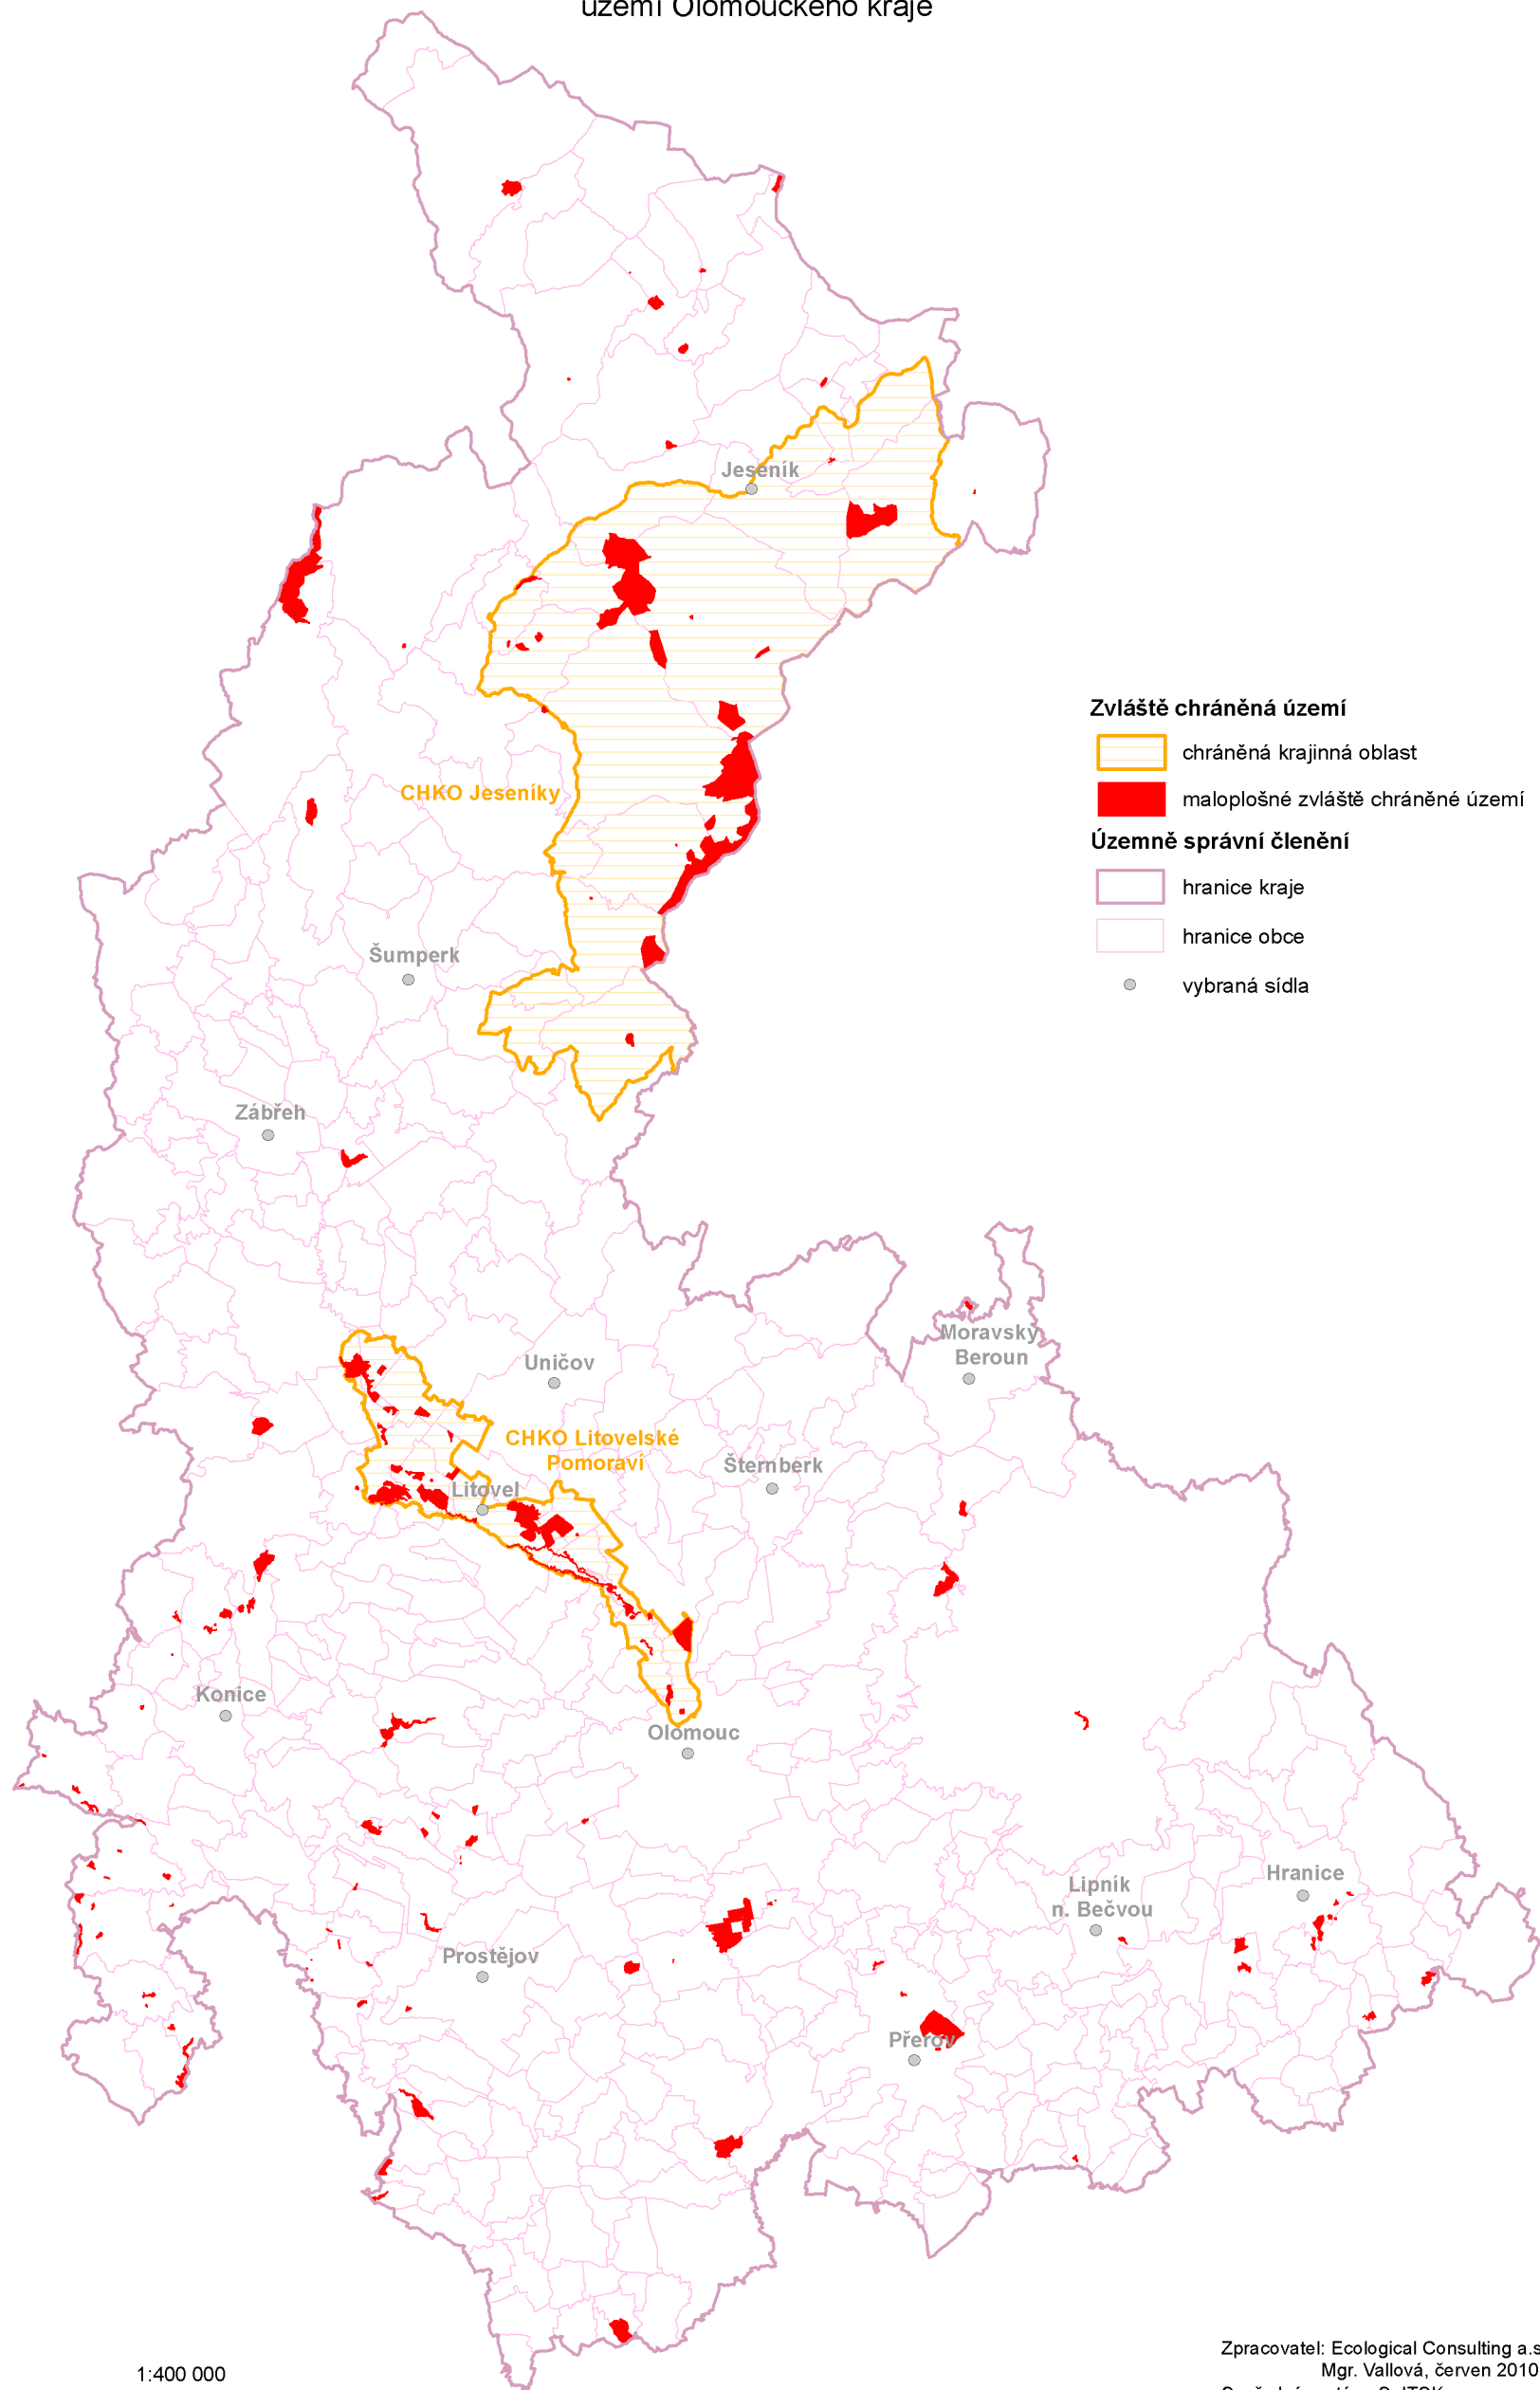 území Olomouckého kraje
Jeseník
Zvláště chráněná území
chráněná krajinná oblast
CHKO Jeseníky
maloplošné zvláště chráněné území
Územně správní členění
hranice kraje
hranice obce
Šumperk
vybraná sídla
Zábřeh
Moravský
Beroun
Uničov
CHKO Litovelské
Pomoraví
Šternberk
Litovel
Konice
Olomouc
Hranice
Lipník
n. Bečvou
Prostějov
Přerov
Zpracovatel: Ecological Consulting a.s
Mgr. Vallová, červen 2010
1:400 000